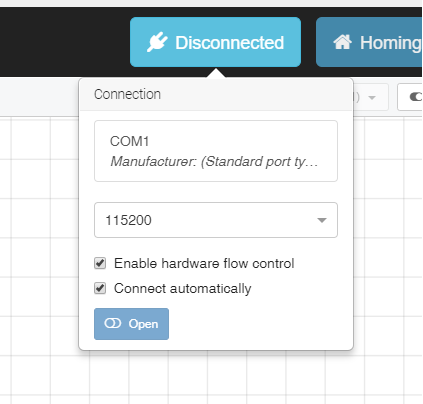 Disconnected
Homing
Connection
COM1
Manufacturer: (Standard port ty…
115200
Enable hardware flow control
Connect automatically
Open